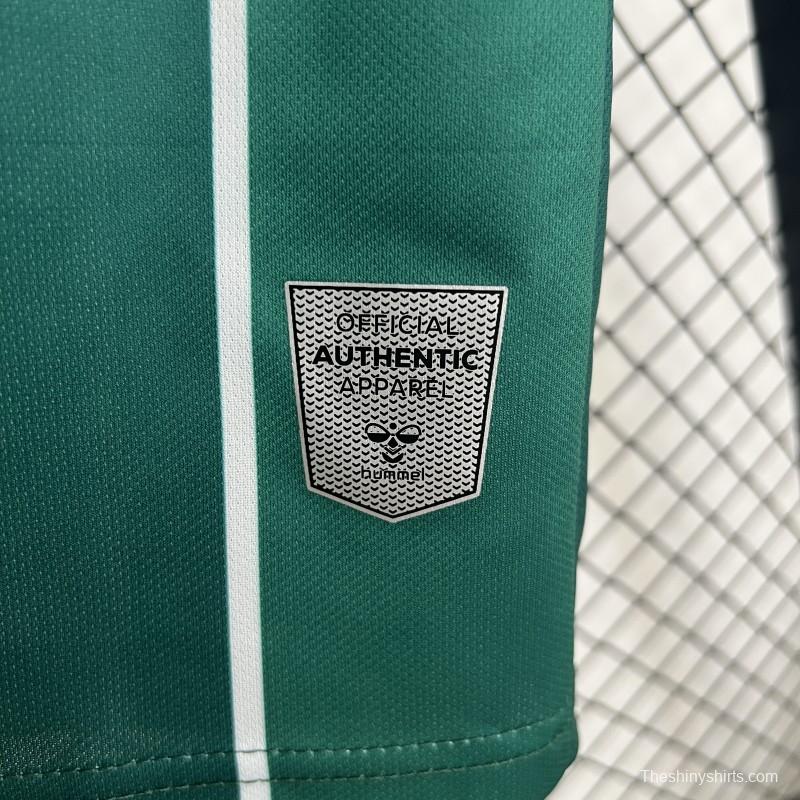 OFFICIAL
AUTHENTIC
APPAREL
hummel
Theshinyshirts.com